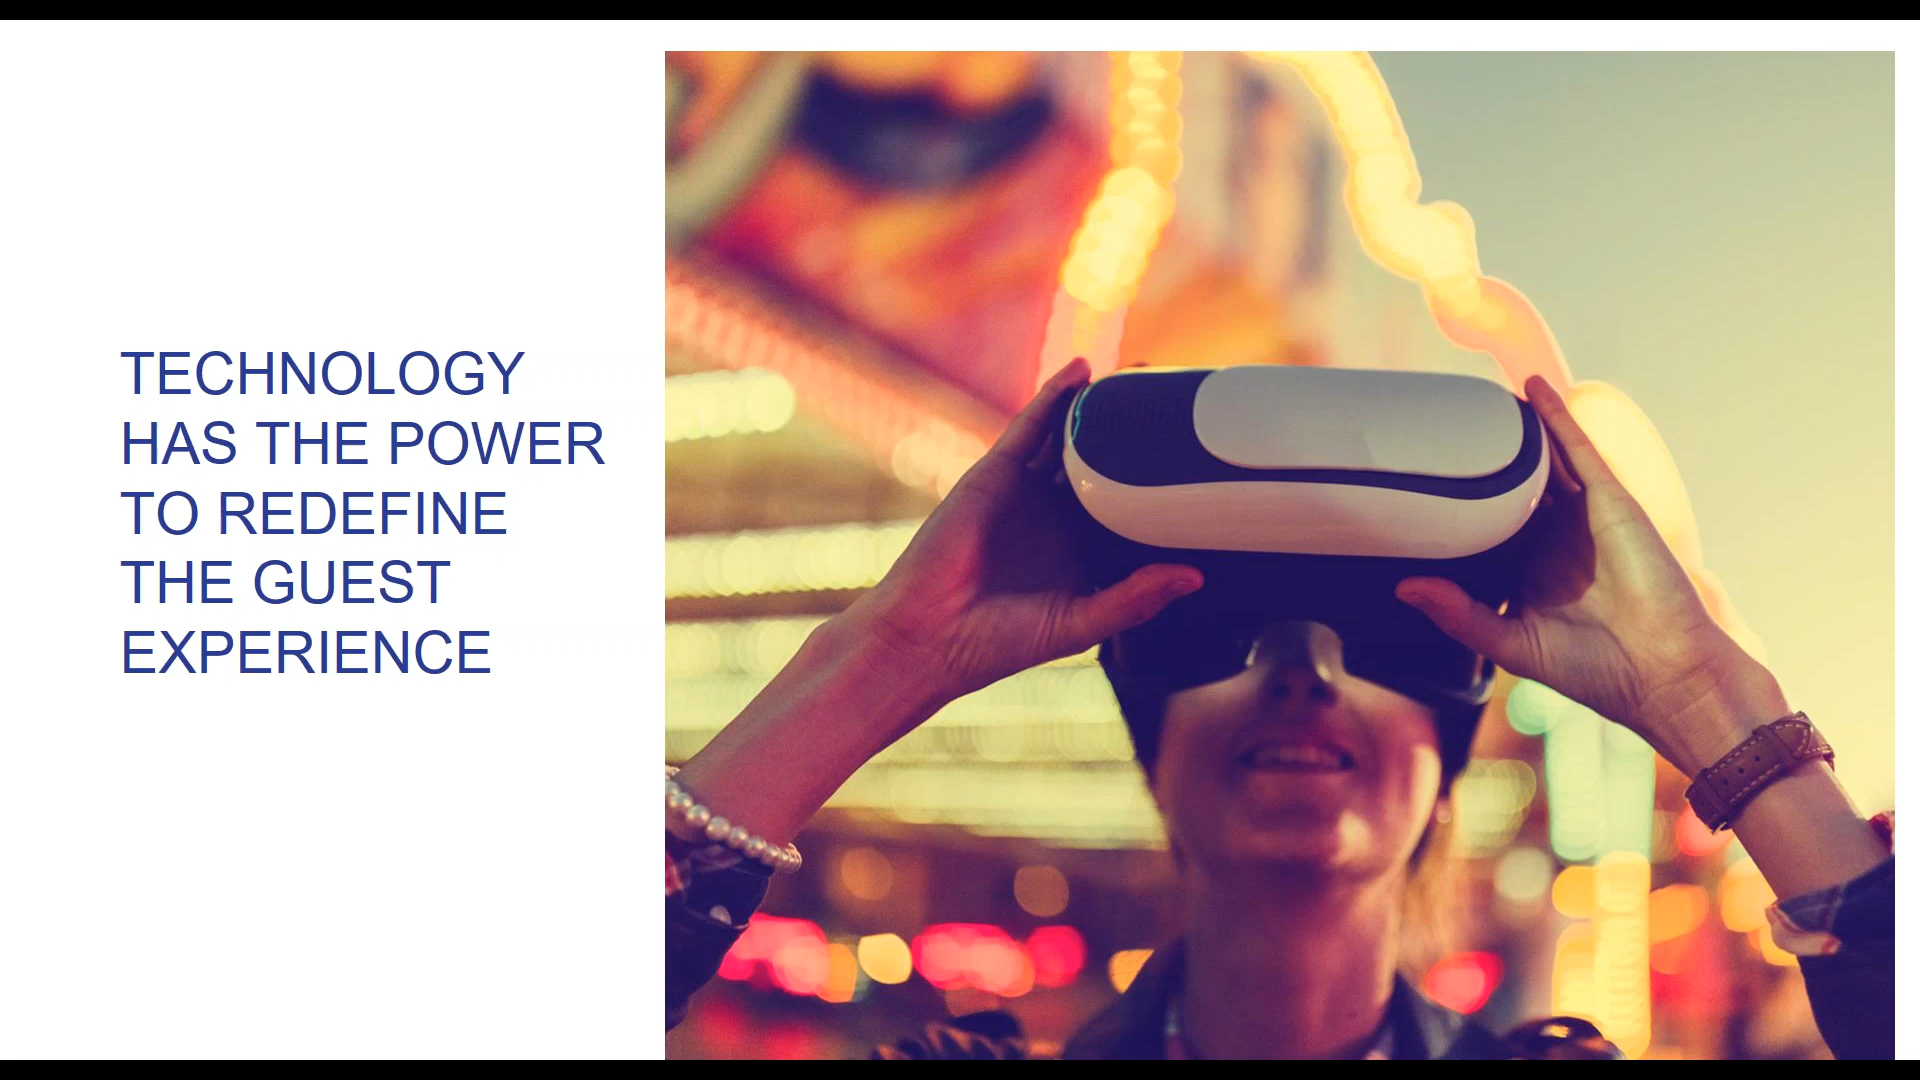 TECHNOLOGY
HAS THE POWER
TO REDEFINE
THE GUEST
EXPERIENCE